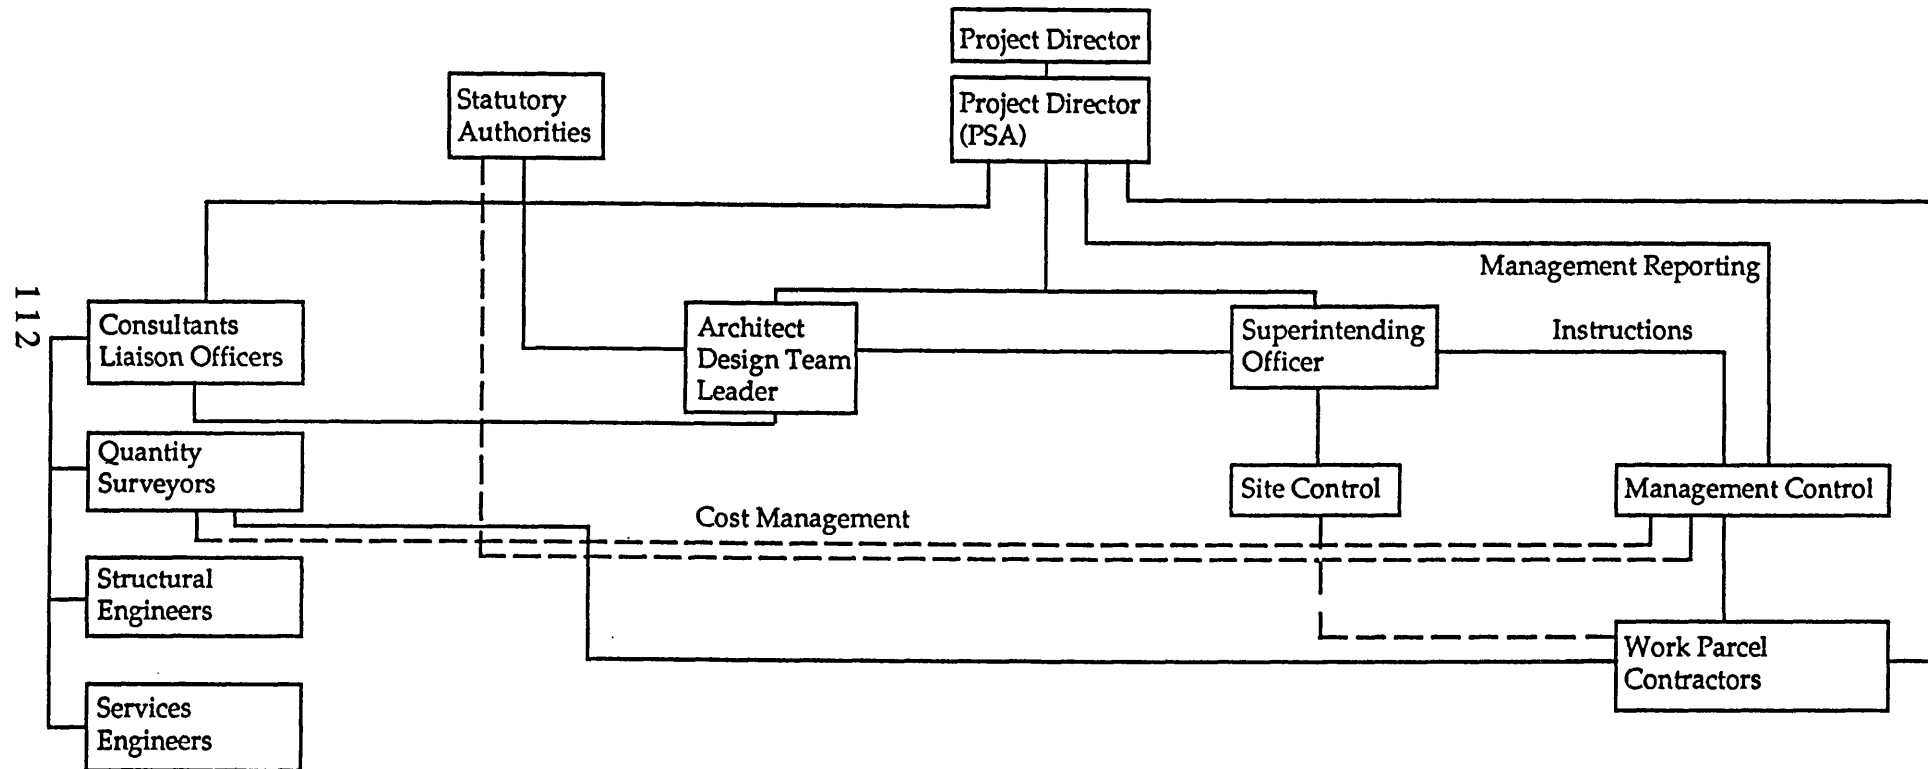 Project Director
Project Director
(PSA)
Statutory
Authorities
Management Reporting
112
Consultants
Liaison Officers
Architect
Design Team
Leader
Superintending
Officer
Instructions
Quantity
Surveyors
Site Control
Management Control
Cost Management
Structural
Engineers
Work Parcel
Contractors
Services
Engineers